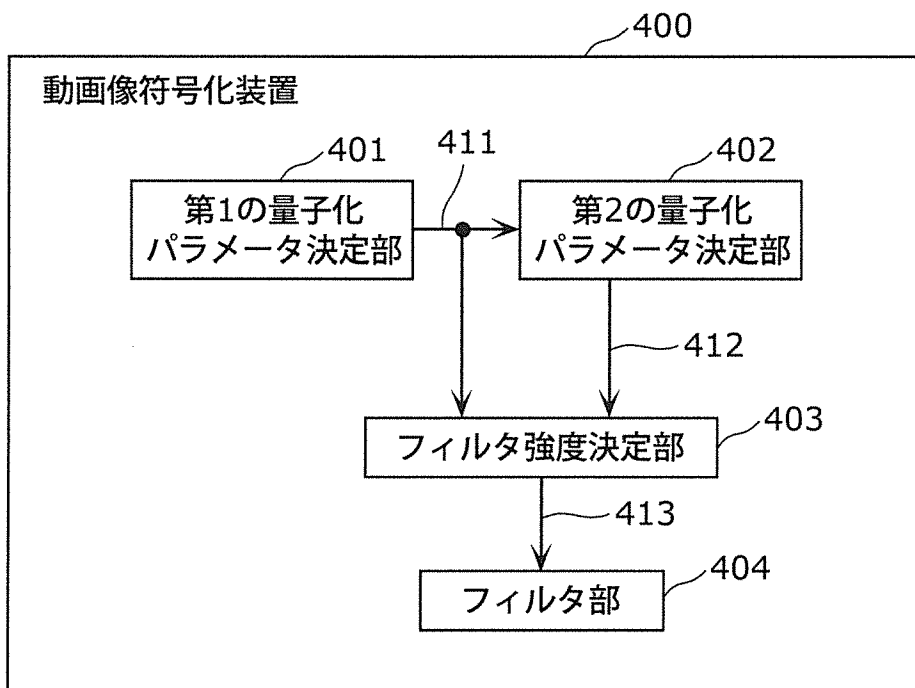 400
動画像符号化装置
401
411
402
第1の量子化
パラメータ決定部
第2の量子化
パラメータ決定部
412
フィルタ強度決定部
403
413
フィルタ部
404